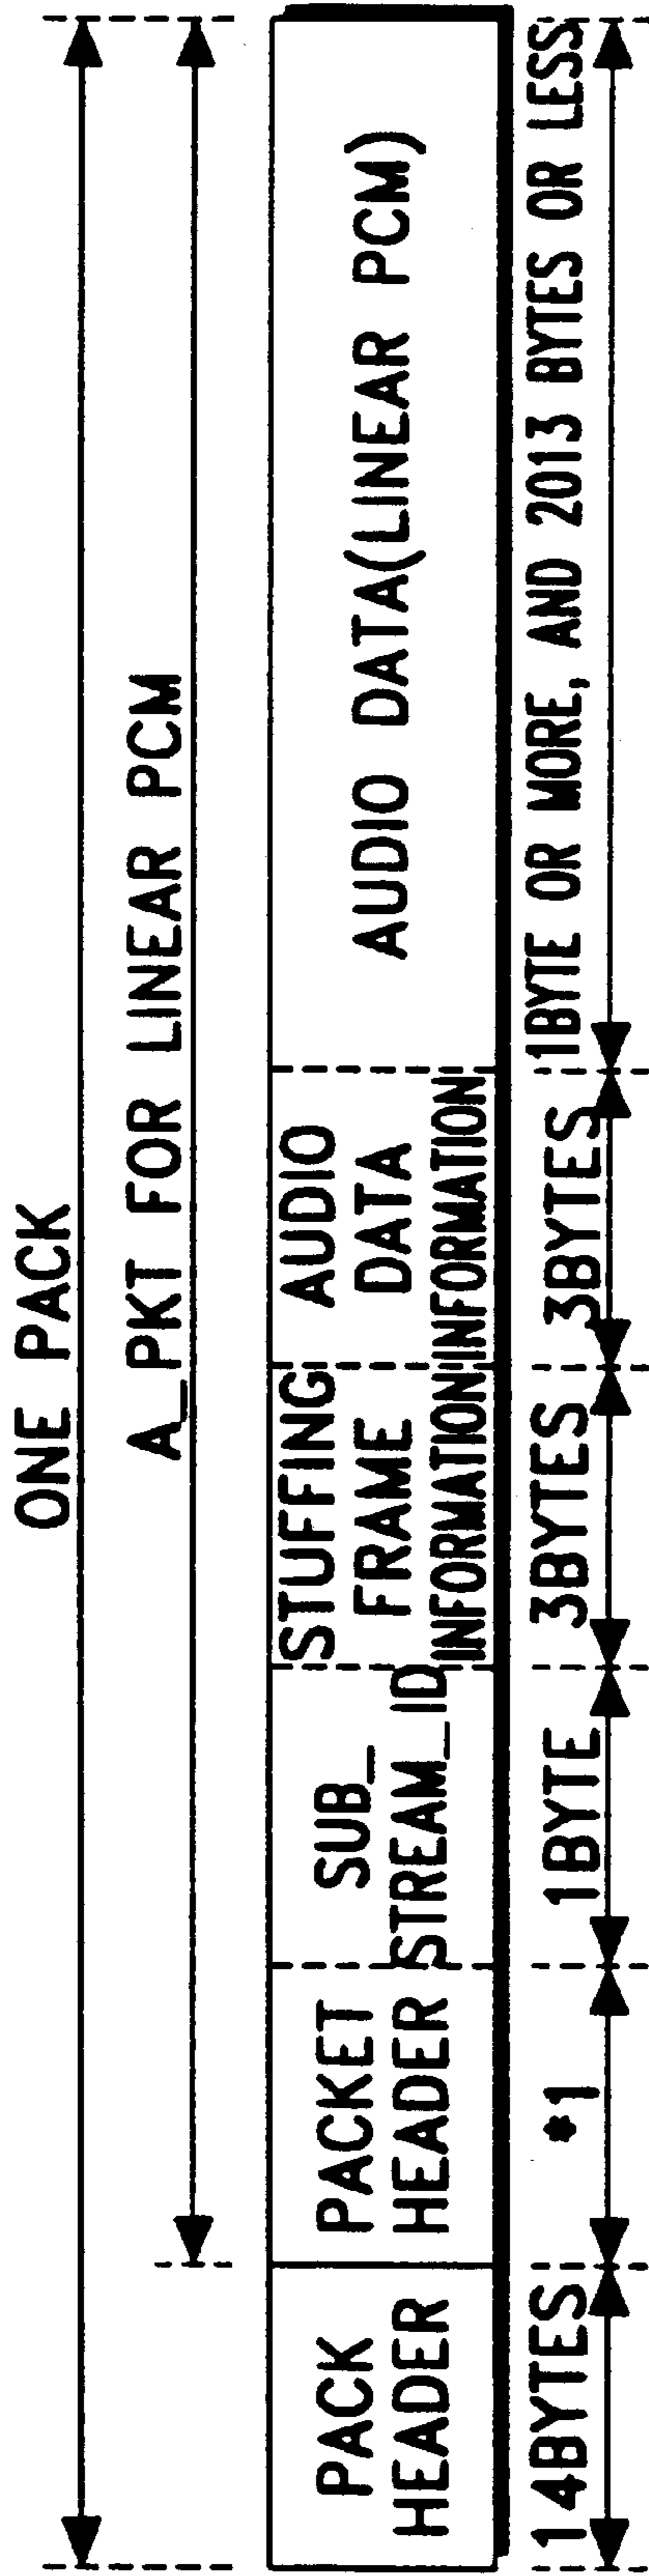 ONE PACK
A_PKT FOR LINEAR PCM
PACK
HEADER
PACKET
HEADER
SUB_
STREAM_ID
STUFFING
FRAME
INFORMATION
AUDIO
DATA
INFORMATION
AUDIO DATA(LINEAR PCM)
14BYTES
*1
1BYTE
3BYTES
3BYTES
1BYTE OR MORE, AND 2013 BYTES OR LESS